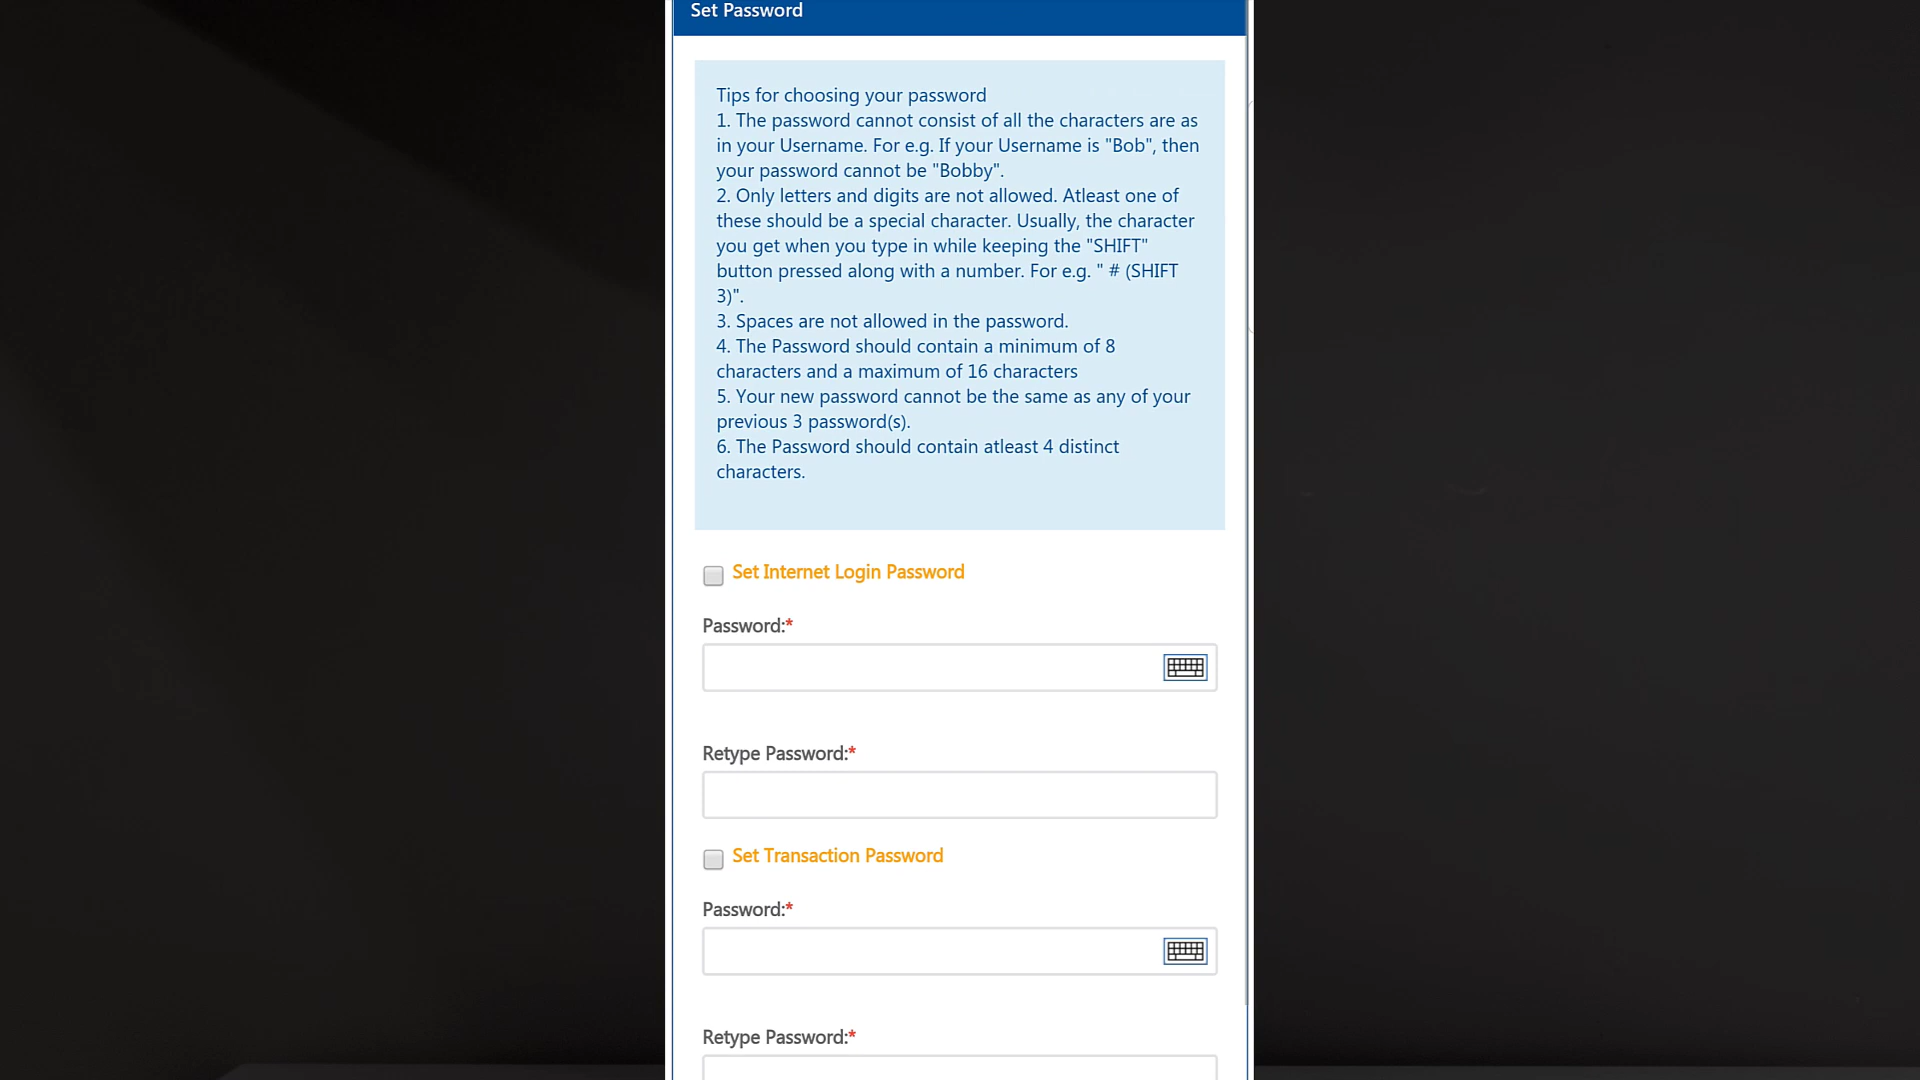 Set Password
Tips for choosing your password
1. The password cannot consist of all the characters are as
in your Username. For e.g. If your Username is "Bob", then
your password cannot be "Bobby".
2. Only letters and digits are not allowed. Atleast one of
these should be a special character. Usually, the character
you get when you type in while keeping the "SHIFT"
button pressed along with a number. For e.g. " # (SHIFT
3)".
3. Spaces are not allowed in the password.
4. The Password should contain a minimum of 8
characters and a maximum of 16 characters
5. Your new password cannot be the same as any of your
previous 3 password(s).
6. The Password should contain atleast 4 distinct
characters.
Set Internet Login Password
Password:*
Retype Password:*
Set Transaction Password
Password:*
Retype Password:*